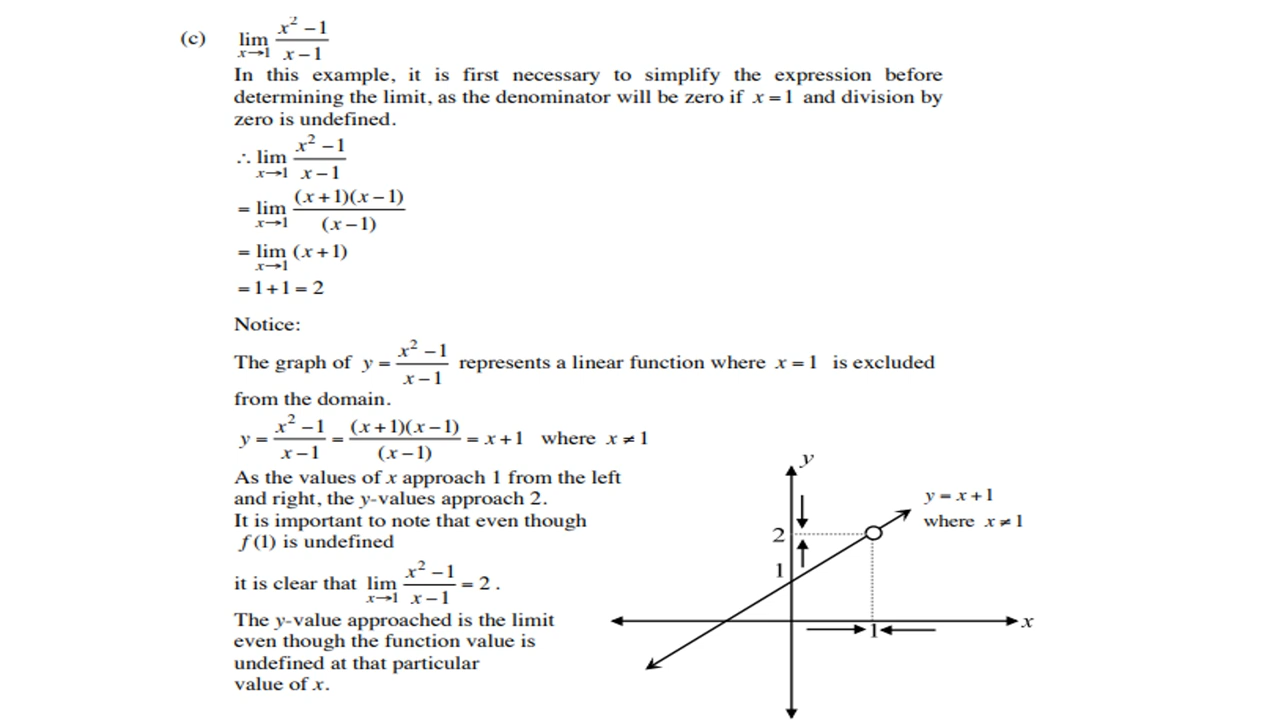 (c) lim x→1 (x² − 1)/(x − 1)
In this example, it is first necessary to simplify the expression before
determining the limit, as the denominator will be zero if x = 1 and division by
zero is undefined.
∴ lim x→1 (x² − 1)/(x − 1)
= lim x→1 (x + 1)(x − 1)/(x − 1)
= lim x→1 (x + 1)
= 1 + 1 = 2
Notice:
The graph of y = (x² − 1)/(x − 1) represents a linear function where x = 1 is excluded
from the domain.
y = (x² − 1)/(x − 1) = (x + 1)(x − 1)/(x − 1) = x + 1 where x ≠ 1
As the values of x approach 1 from the left
and right, the y-values approach 2.
It is important to note that even though
f(1) is undefined
it is clear that lim x→1 (x² − 1)/(x − 1) = 2 .
The y-value approached is the limit
even though the function value is
undefined at that particular
value of x.
y
y = x + 1
where x ≠ 1
2
1
x
1